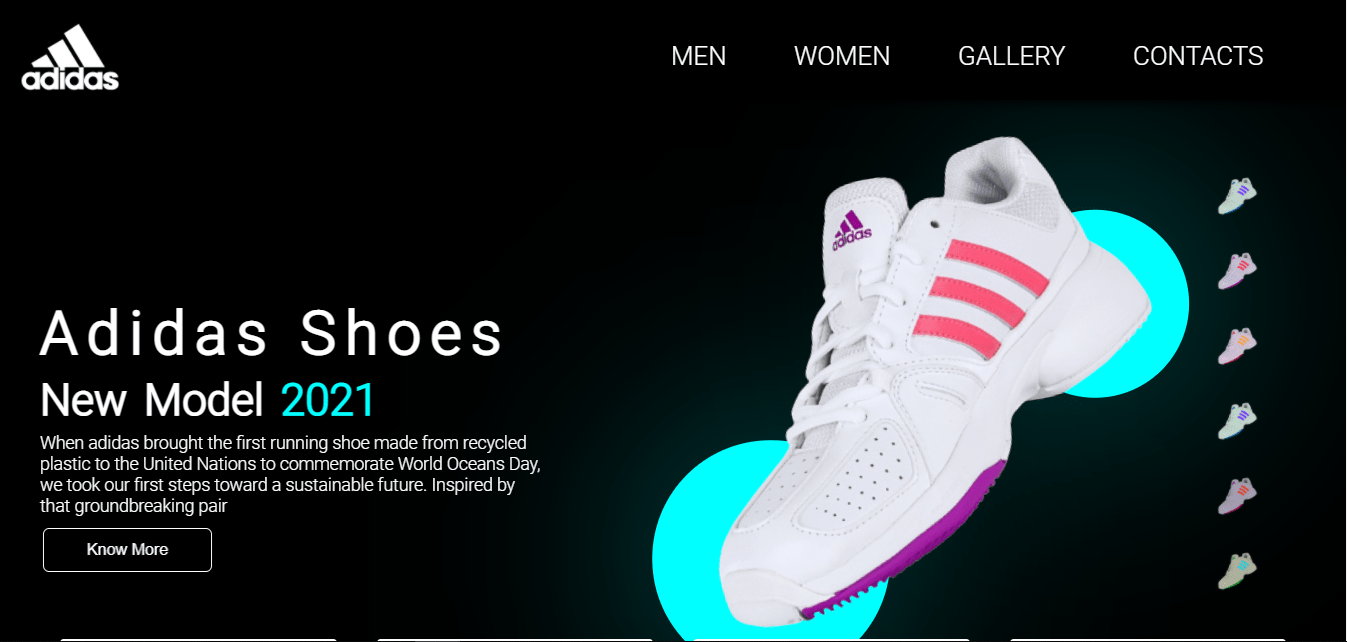 adidas
MEN
WOMEN
GALLERY
CONTACTS
adidas
Adidas Shoes
New Model 2021
When adidas brought the first running shoe made from recycled
plastic to the United Nations to commemorate World Oceans Day,
we took our first steps toward a sustainable future. Inspired by
that groundbreaking pair
Know More